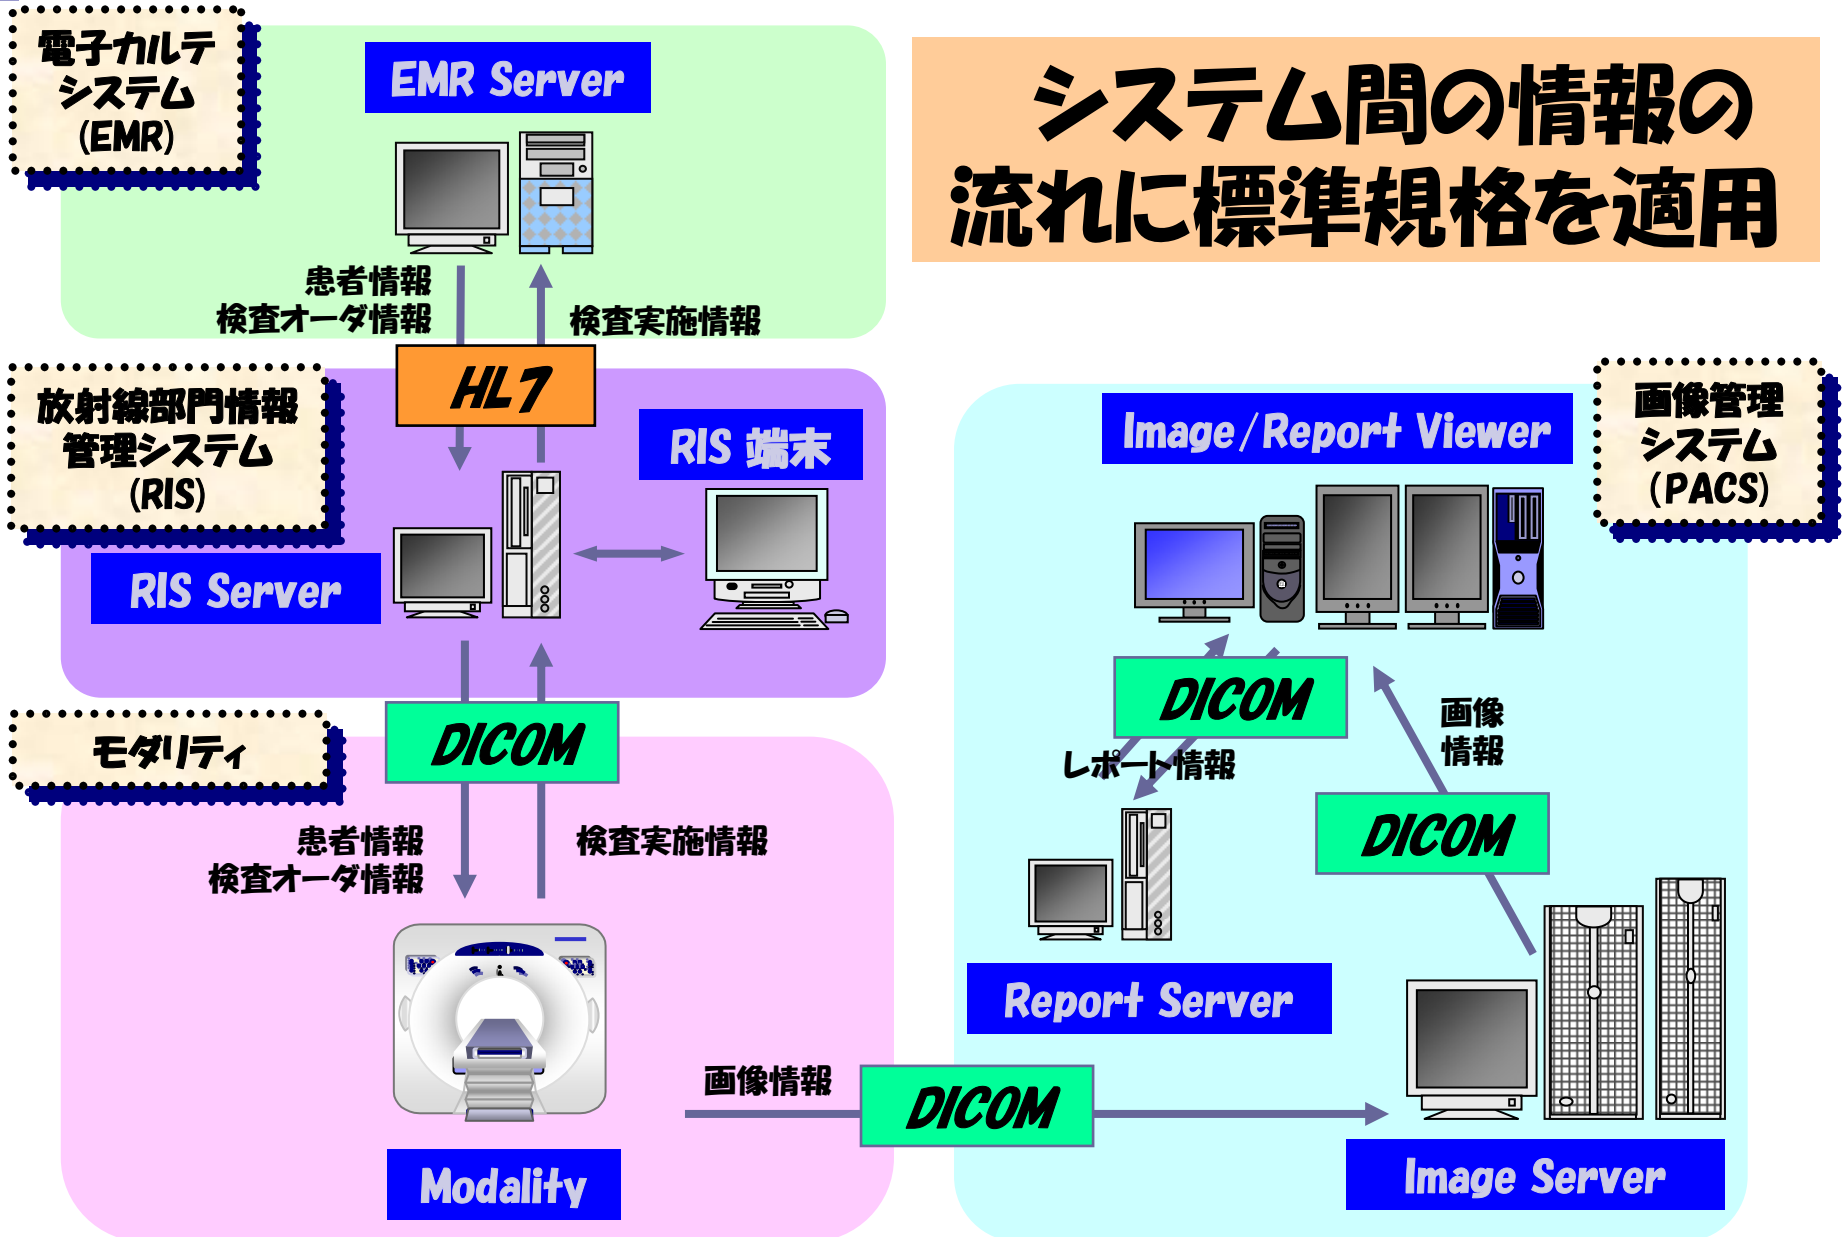 電子カルテ
システム
(EMR)
EMR Server
システム間の情報の
流れに標準規格を適用
患者情報
検査オーダ情報
検査実施情報
HL7
放射線部門情報
管理システム
(RIS)
RIS 端末
RIS Server
DICOM
モダリティ
患者情報
検査オーダ情報
検査実施情報
Modality
画像情報
DICOM
画像管理
システム
(PACS)
Image/Report Viewer
DICOM
レポート情報
画像
情報
DICOM
Report Server
Image Server